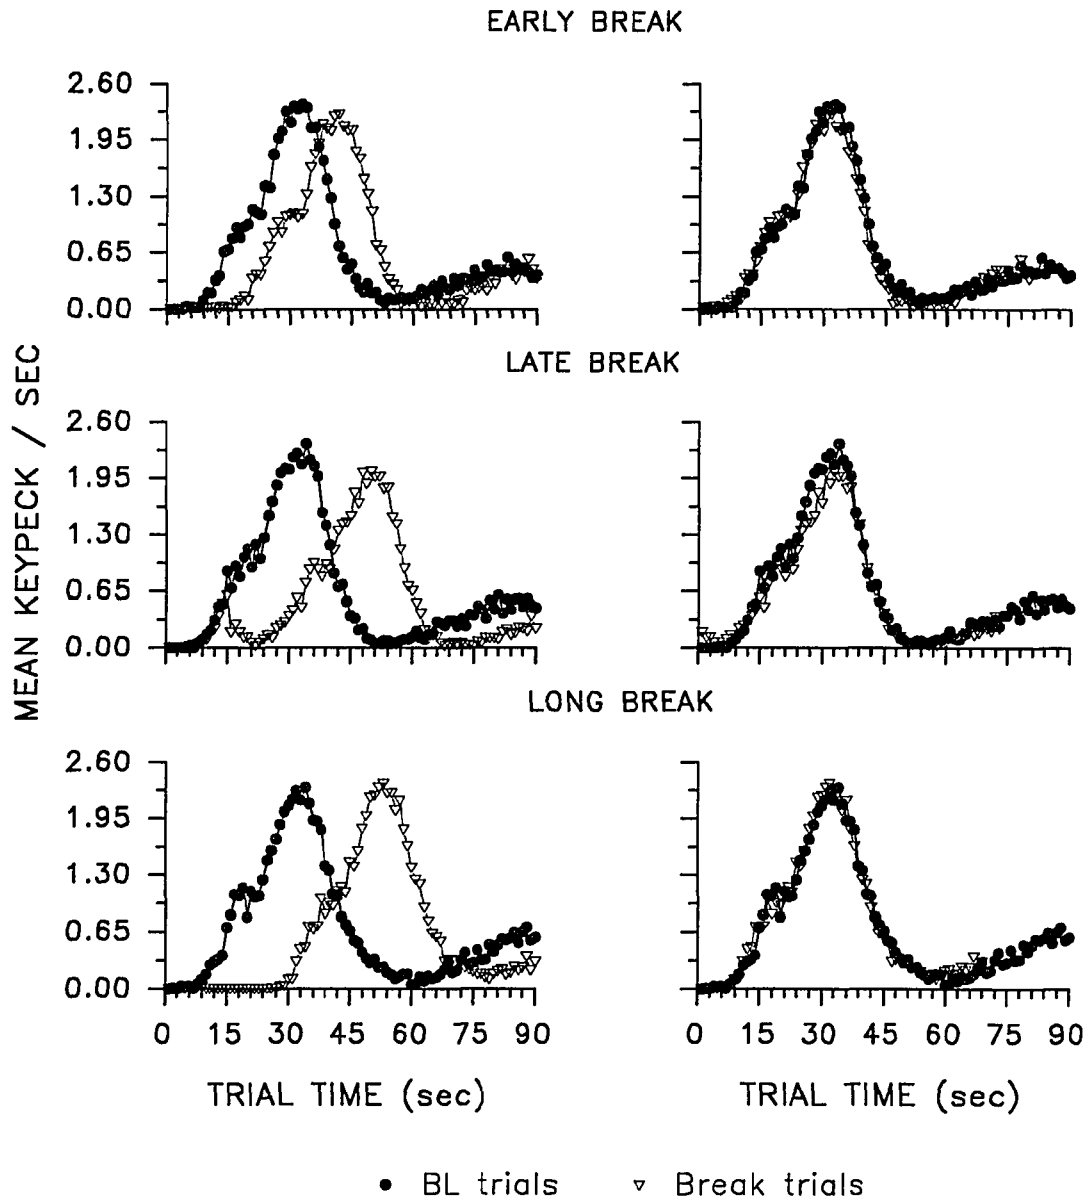 EARLY BREAK
2.60
1.95
1.30
0.65
0.00
LATE BREAK
2.60
1.95
1.30
0.65
0.00
LONG BREAK
2.60
1.95
1.30
0.65
0.00
MEAN KEYPECK / SEC
0 15 30 45 60 75 90 0 15 30 45 60 75 90
TRIAL TIME (sec) TRIAL TIME (sec)
BL trials Break trials